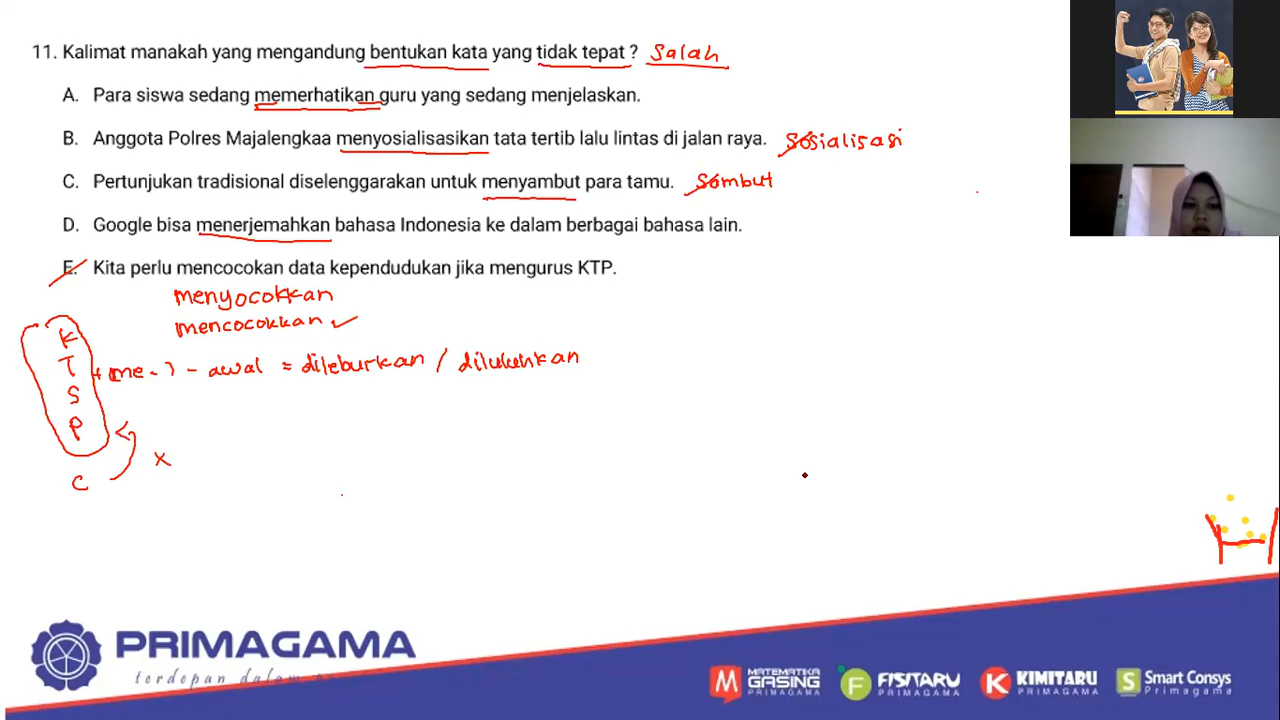 11. Kalimat manakah yang mengandung bentukan kata yang tidak tepat ? Salah
A. Para siswa sedang memerhatikan guru yang sedang menjelaskan.
B. Anggota Polres Majalengkaa menyosialisasikan tata tertib lalu lintas di jalan raya. Sosialisasi
C. Pertunjukan tradisional diselenggarakan untuk menyambut para tamu. Sambut
D. Google bisa menerjemahkan bahasa Indonesia ke dalam berbagai bahasa lain.
E. Kita perlu mencocokan data kependudukan jika mengurus KTP.
menyocokkan
mencocokkan ✓
K
T + (me-) - awal = dileburkan / diluluhkan
S
P
C x
PRIMAGAMA
terdepan dalam
MATEMATIKA
GASING
PRIMAGAMA
FISITARU
PRIMAGAMA
KIMITARU
PRIMAGAMA
Smart Consys
Primagama